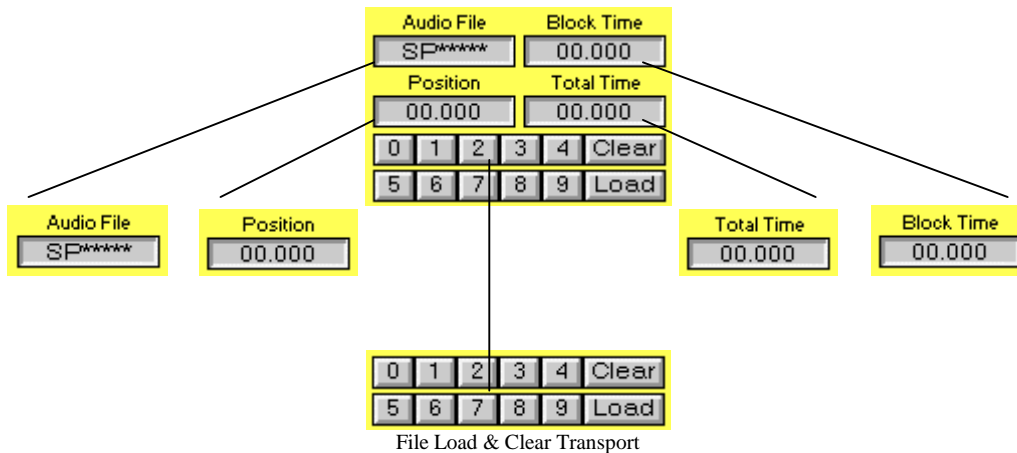 Audio File Block Time
SP***** 00.000
Position Total Time
00.000 00.000
0 1 2 3 4 Clear
5 6 7 8 9 Load
Audio File Position Total Time Block Time
SP***** 00.000 00.000 00.000
0 1 2 3 4 Clear
5 6 7 8 9 Load
File Load & Clear Transport